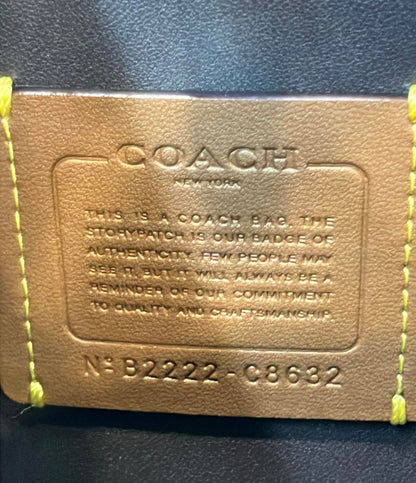 COACH
NEW YORK
THIS IS A COACH BAG. THE
STORYPATCH IS OUR BADGE OF
AUTHENTICITY. FEW PEOPLE MAY
SEE IT, BUT IT WILL ALWAYS BE A
REMINDER OF OUR COMMITMENT
TO QUALITY AND CRAFTSMANSHIP.
Nº B2222-C8632